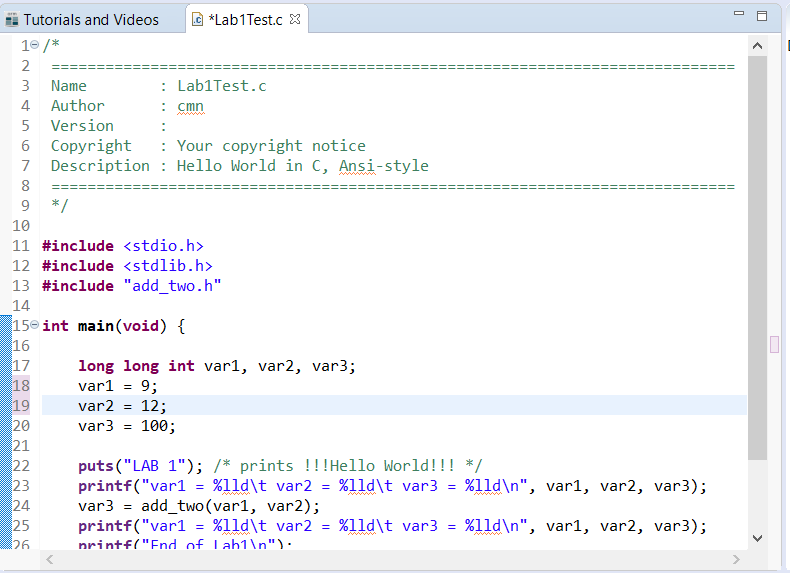 Tutorials and Videos *Lab1Test.c
1 /*
2 ============================================================================
3 Name        : Lab1Test.c
4 Author      : cmn
5 Version     :
6 Copyright   : Your copyright notice
7 Description : Hello World in C, Ansi-style
8 ============================================================================
9 */
10
11 #include <stdio.h>
12 #include <stdlib.h>
13 #include "add_two.h"
14
15 int main(void) {
16
17     long long int var1, var2, var3;
18     var1 = 9;
19     var2 = 12;
20     var3 = 100;
21
22     puts("LAB 1"); /* prints !!!Hello World!!! */
23     printf("var1 = %lld\t var2 = %lld\t var3 = %lld\n", var1, var2, var3);
24     var3 = add_two(var1, var2);
25     printf("var1 = %lld\t var2 = %lld\t var3 = %lld\n", var1, var2, var3);
26     printf("End of Lab1\n");